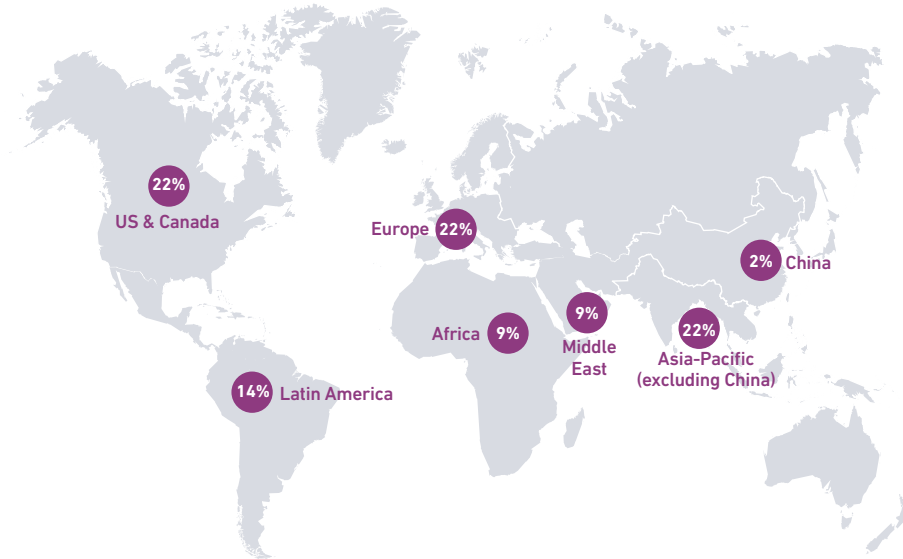 22%
US & Canada
Europe
22%
2%
China
Africa
9%
9%
Middle
East
22%
Asia-Pacific
(excluding China)
14%
Latin America